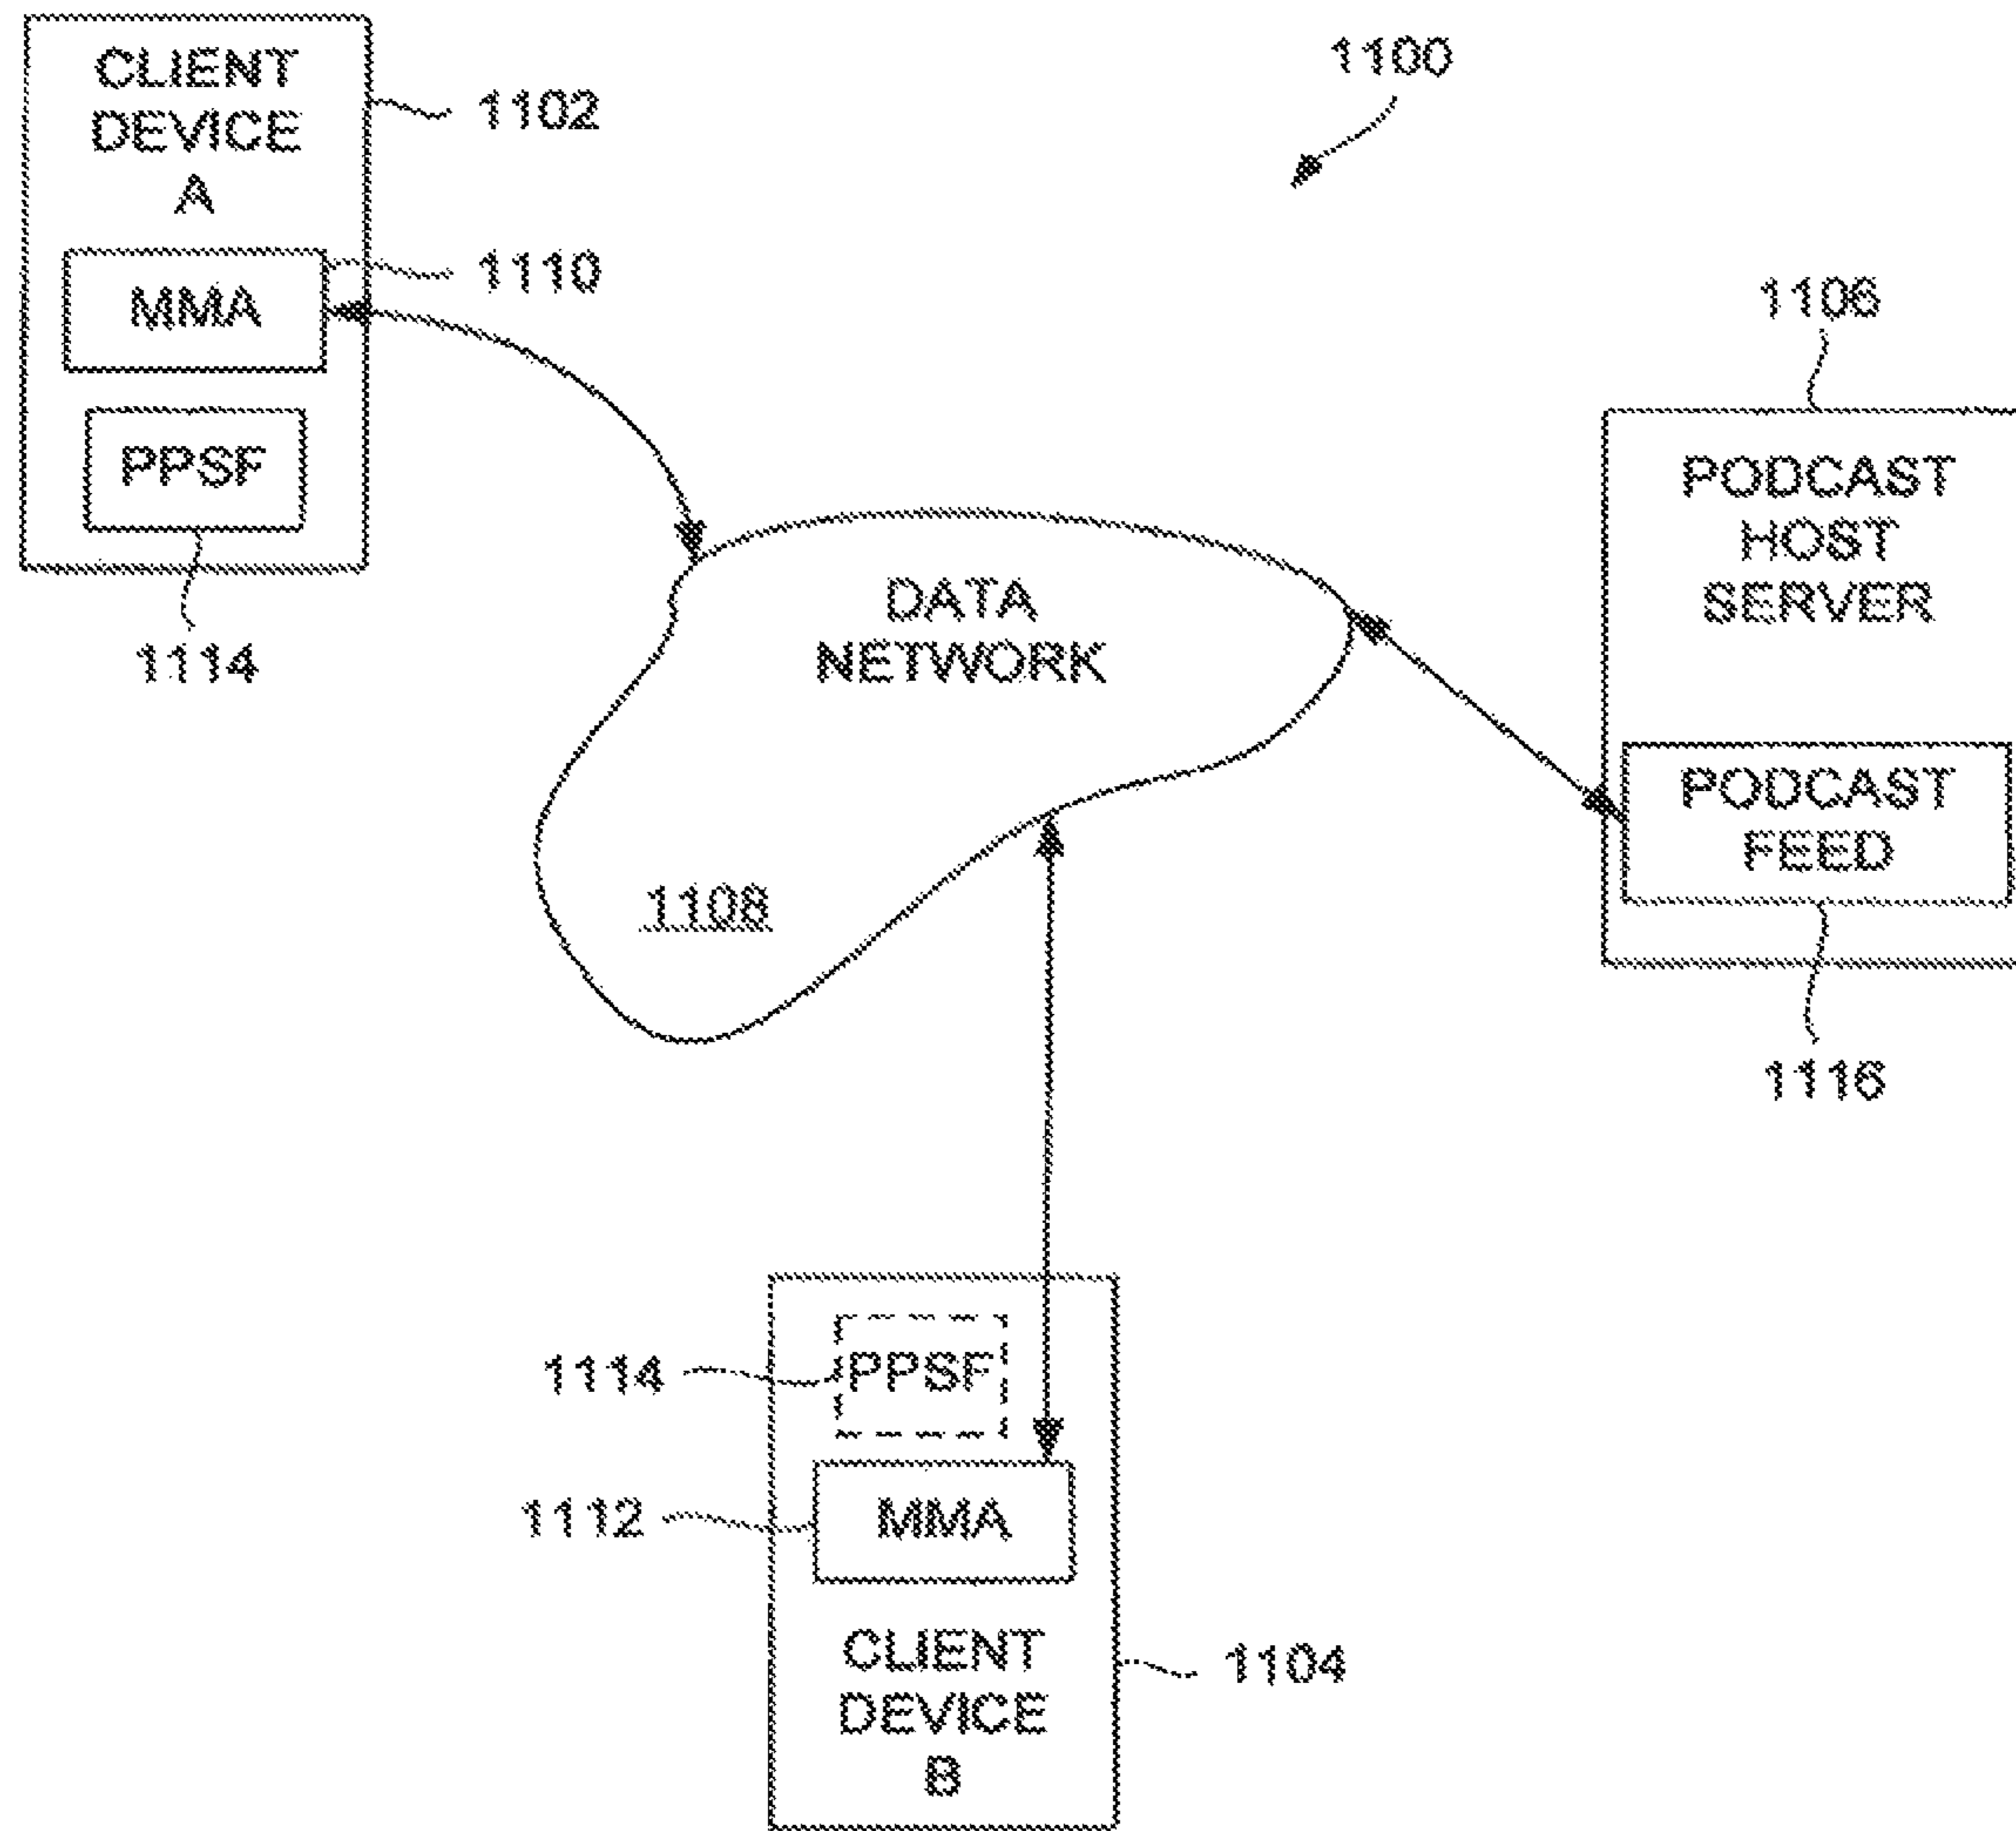 CLIENT
DEVICE
A
1102
MMA
1110
PPSF
1114
1100
1106
PODCAST
HOST
SERVER
PODCAST
FEED
1116
DATA
NETWORK
1108
1114
PPSF
1112
MMA
CLIENT
DEVICE
B
1104